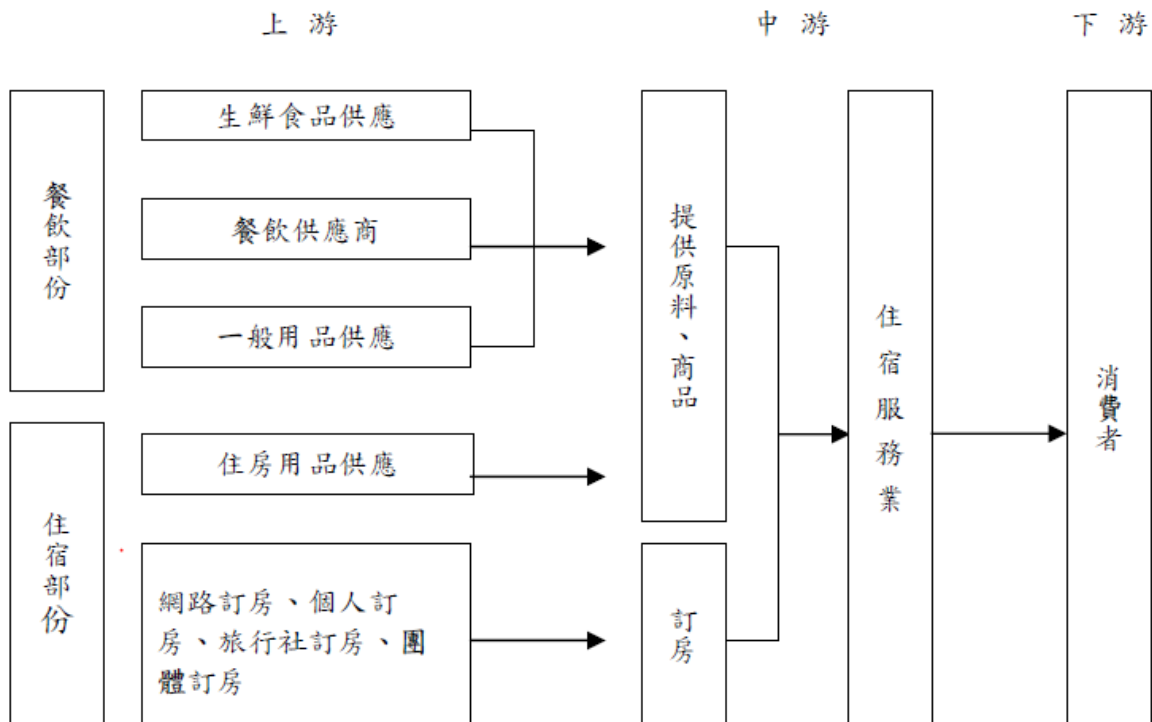 上游
中游
下游
餐飲部份
生鮮食品供應
餐飲供應商
一般用品供應
住宿部份
住房用品供應
網路訂房、個人訂
房、旅行社訂房、團
體訂房
提供原料、商品
訂房
住宿服務業
消費者